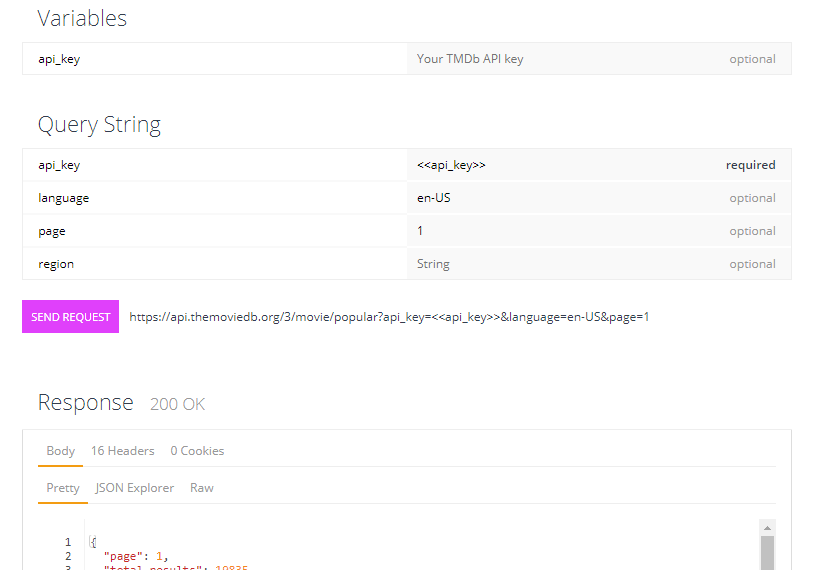 Variables
api_key Your TMDb API key optional
Query String
api_key <<api_key>> required
language en-US optional
page 1 optional
region String optional
SEND REQUEST https://api.themoviedb.org/3/movie/popular?api_key=<<api_key>>&language=en-US&page=1
Response 200 OK
Body 16 Headers 0 Cookies
Pretty JSON Explorer Raw
1 {
2 "page": 1,
3 "total_results": 19835,